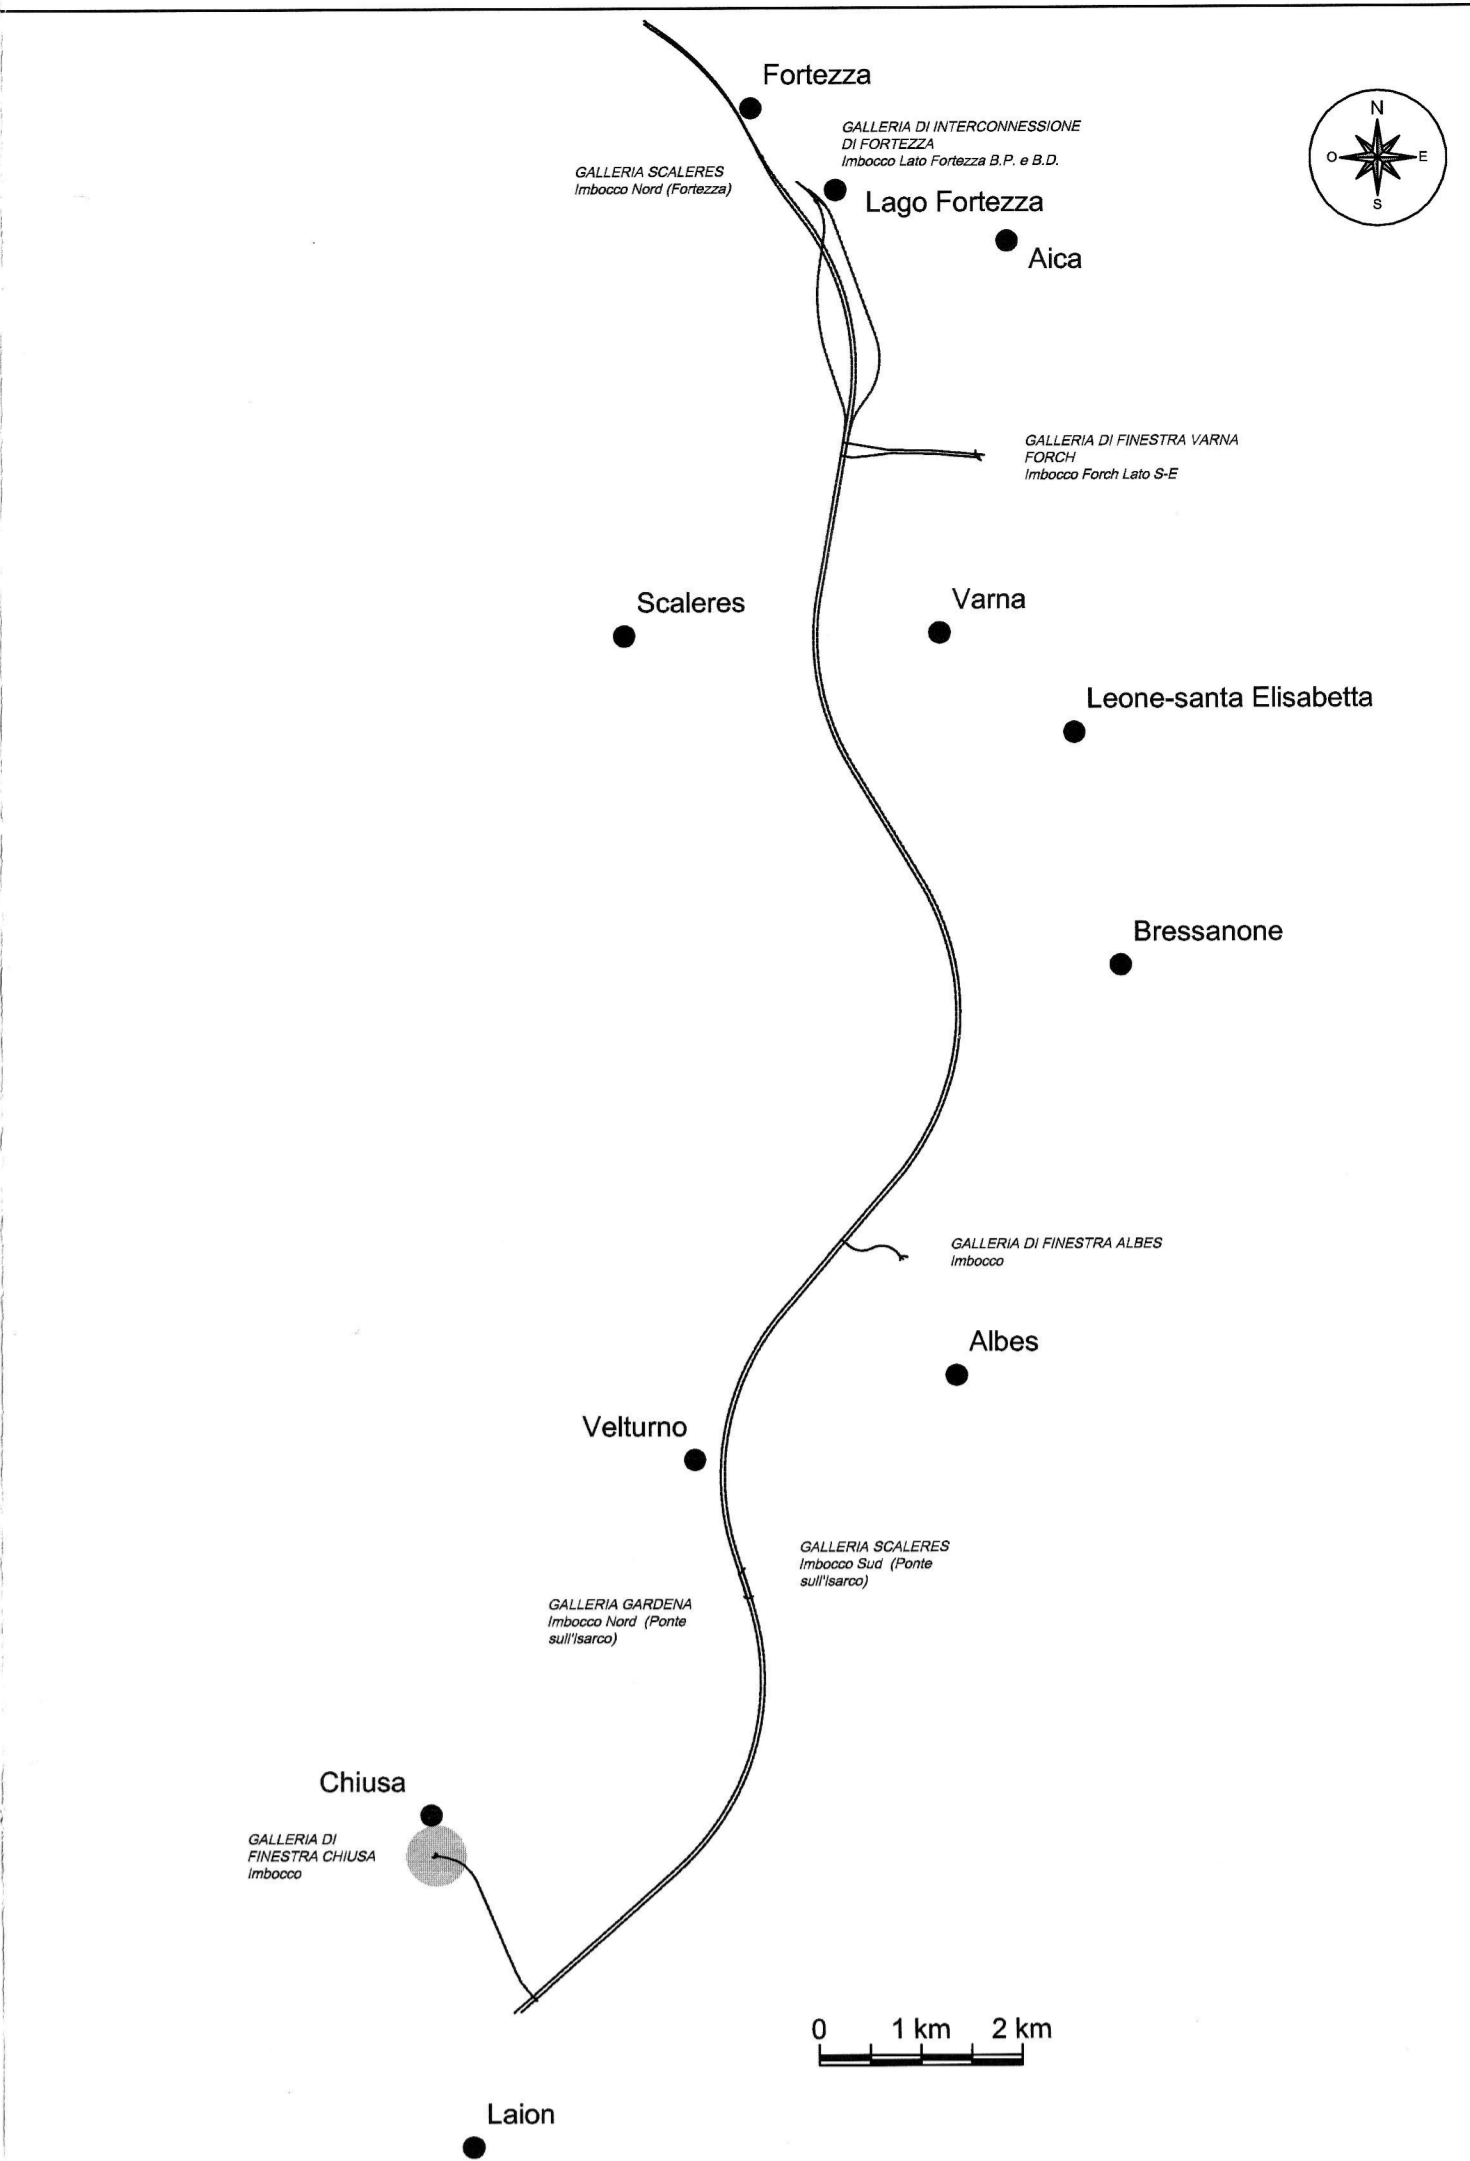 Fortezza
N
O
E
S
GALLERIA DI INTERCONNESSIONE
DI FORTEZZA
Imbocco Lato Fortezza B.P. e B.D.
GALLERIA SCALERES
Imbocco Nord (Fortezza)
Lago Fortezza
Aica
GALLERIA DI FINESTRA VARNA
FORCH
Imbocco Forch Lato S-E
Scaleres
Varna
Leone-santa Elisabetta
Bressanone
GALLERIA DI FINESTRA ALBES
Imbocco
Albes
Velturno
GALLERIA SCALERES
Imbocco Sud (Ponte
sull'Isarco)
GALLERIA GARDENA
Imbocco Nord (Ponte
sull'Isarco)
Chiusa
GALLERIA DI
FINESTRA CHIUSA
Imbocco
0 1 km 2 km
Laion